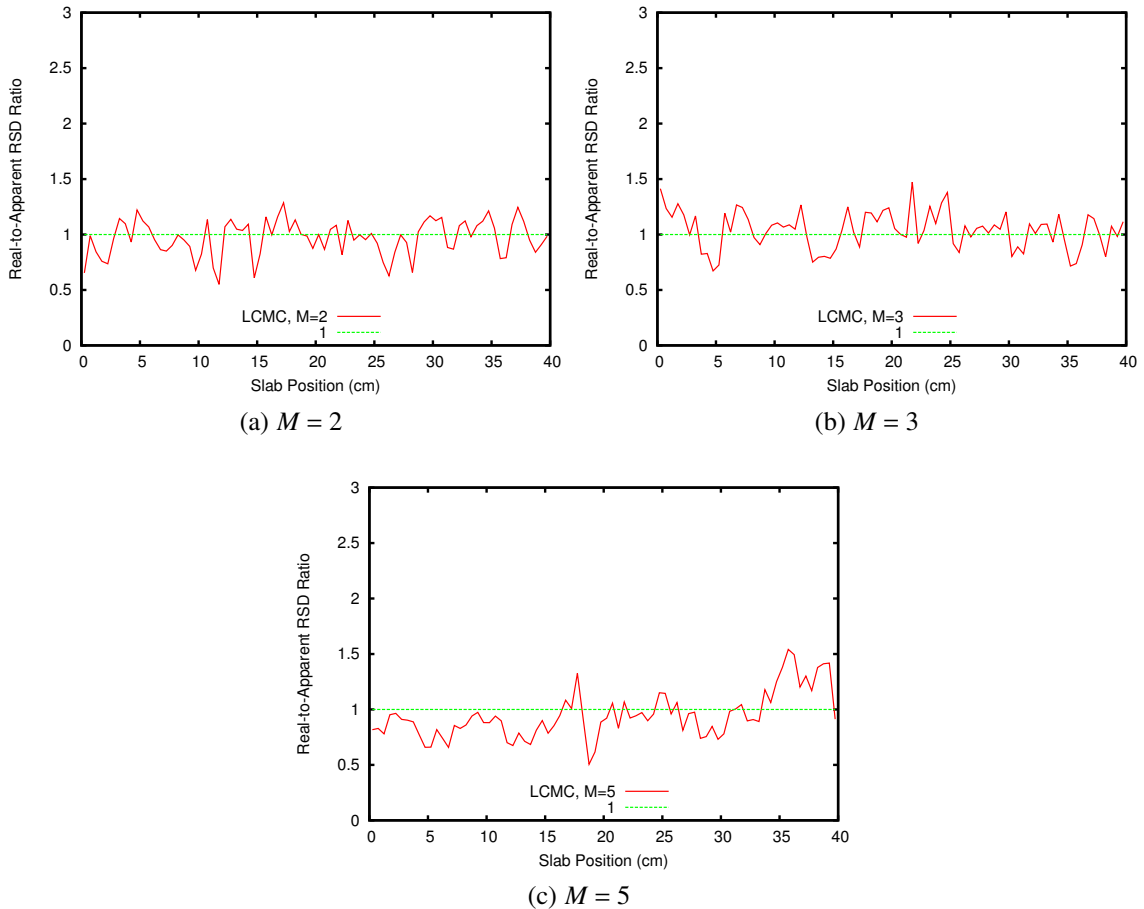 3
2.5
2
1.5
1
0.5
0
Real-to-Apparent RSD Ratio
LCMC, M=2
1
0 5 10 15 20 25 30 35 40
Slab Position (cm)
(a) M = 2
3
2.5
2
1.5
1
0.5
0
Real-to-Apparent RSD Ratio
LCMC, M=3
1
0 5 10 15 20 25 30 35 40
Slab Position (cm)
(b) M = 3
3
2.5
2
1.5
1
0.5
0
Real-to-Apparent RSD Ratio
LCMC, M=5
1
0 5 10 15 20 25 30 35 40
Slab Position (cm)
(c) M = 5